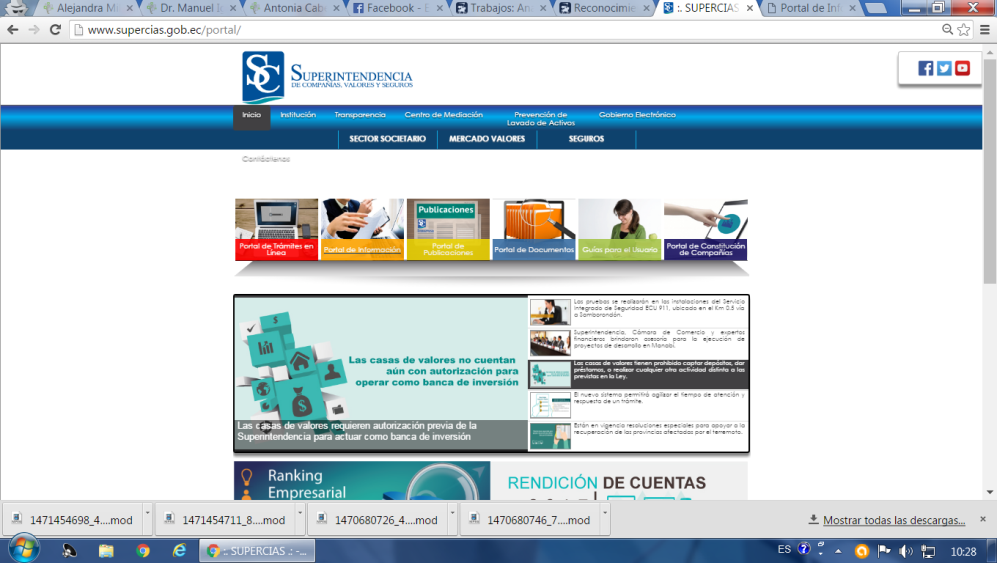 Alejandra Mi
Dr. Manuel I
Antonia Cab
Facebook - E
Trabajos: Ana
Reconocimie
:. SUPERCIAS
Portal de Inf
www.supercias.gob.ec/portal/
SC SUPERINTENDENCIA
DE COMPAÑÍAS, VALORES Y SEGUROS
Inicio Institución Transparencia Centro de Mediación Prevención de Lavado de Activos Gobierno Electrónico
SECTOR SOCIETARIO MERCADO VALORES SEGUROS
Contáctenos
Publicaciones
Portal de Trámites en
Línea
Portal de Información
Portal de
Publicaciones
Portal de Documentos
Guías para el Usuario
Portal de Constitución
de Compañías
Las casas de valores no cuentan
aún con autorización para
operar como banca de inversión
Las casas de valores requieren autorización previa de la
Superintendencia para actuar como banca de inversión
Las pruebas se realizarán en las instalaciones del Servicio
Integrado de Seguridad ECU 911, ubicado en el Km 0.5 vía
a Samborondón.
Superintendencia, Cámara de Comercio y expertos
financieros brindaron asesoría para la ejecución de
proyectos de desarrollo en Manabí.
Las casas de valores tienen prohibido captar depósitos, dar
préstamos, o realizar cualquier otra actividad distinta a las
previstas en la Ley.
El nuevo sistema permitirá agilizar el tiempo de atención y
respuesta de un trámite.
Están en vigencia resoluciones especiales para apoyar a la
recuperación de las provincias afectadas por el terremoto.
Ranking
Empresarial
RENDICIÓN DE CUENTAS
1471454698_4....mod
1471454711_8....mod
1470680726_4....mod
1470680746_7....mod
Mostrar todas las descargas...
:. SUPERCIAS .: -...
ES
10:28